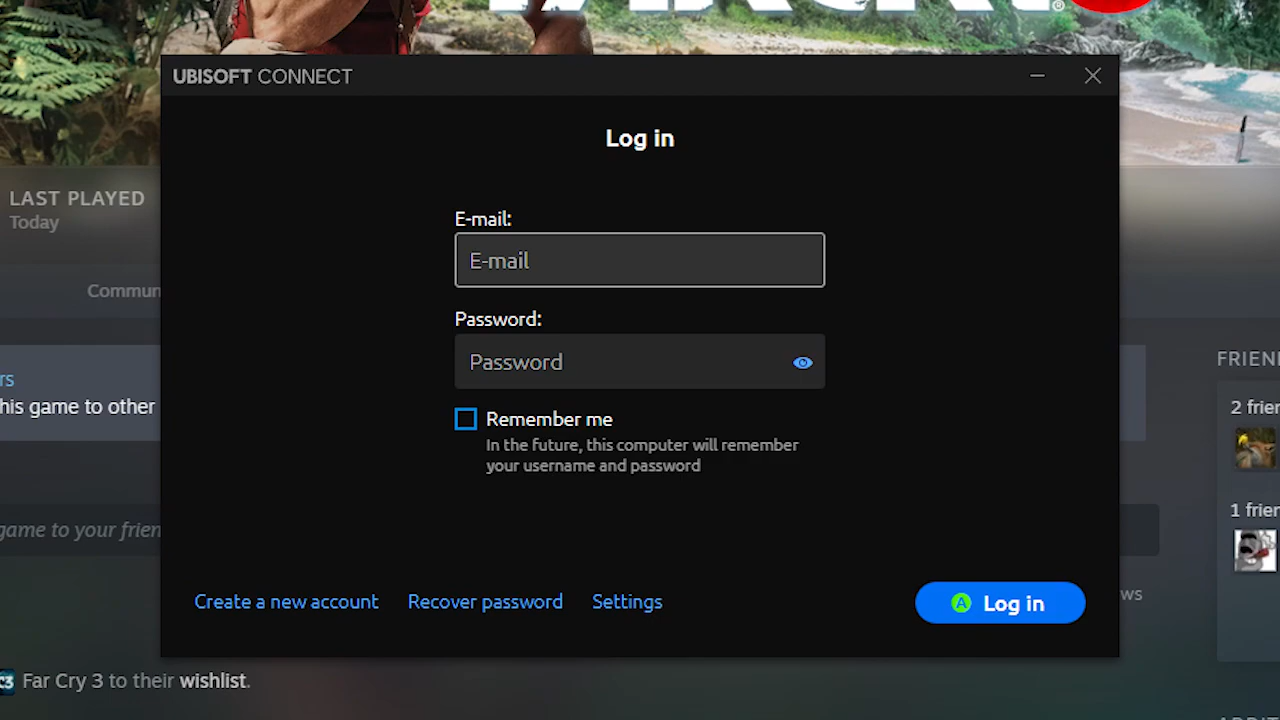 ®
UBISOFT CONNECT
Log in
LAST PLAYED
Today
E-mail:
E-mail
Commun
Password:
Password
FRIEN
rs
his game to other
2 frier
Remember me
In the future, this computer will remember
your username and password
1 frier
game to your frien
Create a new account Recover password Settings
A Log in
ws
C3 Far Cry 3 to their wishlist.